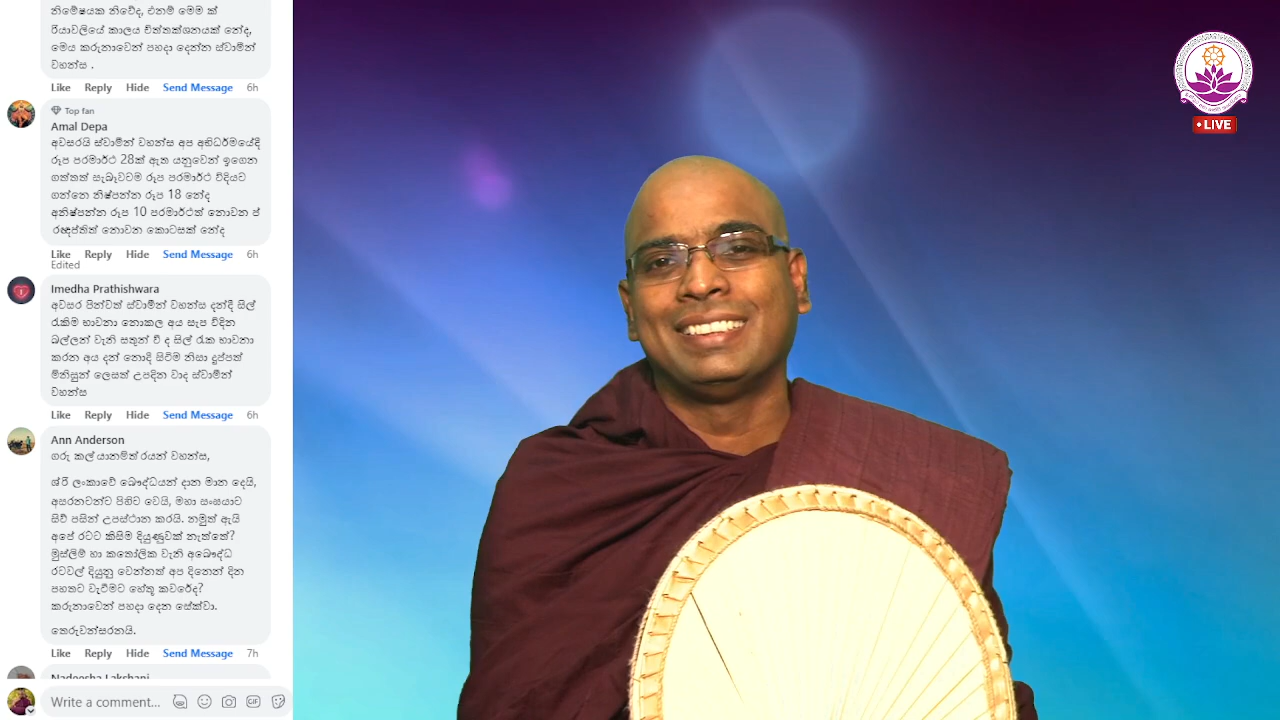 නිමේෂයක නිවේද, එනම් මෙම ක්
රියාවලියේ කාලය චිත්තක්ශනයක් නේද,
මෙය කරුනාවෙන් පහදා දෙන්න ස්වාමීන්
වහන්ස .
Like Reply Hide Send Message 6h
Top fan
Amal Depa
අවසරයි ස්වාමීන් වහන්ස අප අභිධර්මයේදී
රූප පරමාර්ථ 28ක් ඇත යනුවෙන් ඉගෙන
ගත්තත් සැබෑවටම රූප පරමාර්ථ විදියට
ගන්නෙ නිෂ්පන්න රූප 18 නේද
අනිෂ්පන්න රූප 10 පරමාර්ථත් නොවන ප්
රඥප්තිත් නොවන කොටසක් නේද
Like Reply Hide Send Message 6h
Edited
Imedha Prathishwara
අවසර පින්වත් ස්වාමීන් වහන්ස දන්දී සිල්
රැකිම භාවනා නොකල අය සැප විදින
බල්ලන් වැනි සතුන් වී ද සිල් රැක භාවනා
කරන අය දන් නොදි සිටීම නිසා දුප්පත්
මිනිසුන් ලෙසත් උපදින වාද ස්වාමීන්
වහන්ස
Like Reply Hide Send Message 6h
Ann Anderson
ගරු කල් යානමිත් රයන් වහන්ස,
ශ්රී ලංකාවේ බෞද්ධයන් දාන මාන දෙයි,
අසරනවන්ට පිහිට වෙයි, මහා සංඝයාට
සිව් පසින් උපස්ථාන කරයි. නමුත් ඇයි
අපේ රටට කිසිම දියුණුවක් නැත්තේ?
මුස්ලිම් හා කතෝලික වැනි අබෞද්ධ
රටවල් දියුනු වෙන්නත් අප දිනෙන් දින
පහතට වැටීමට හේතු කවරේද?
කරුනාවෙන් පහදා දෙන සේක්වා.
තෙරුවන්සරනයි.
Like Reply Hide Send Message 7h
Nadeesha Lakshani
Write a comment...
GIF
• LIVE